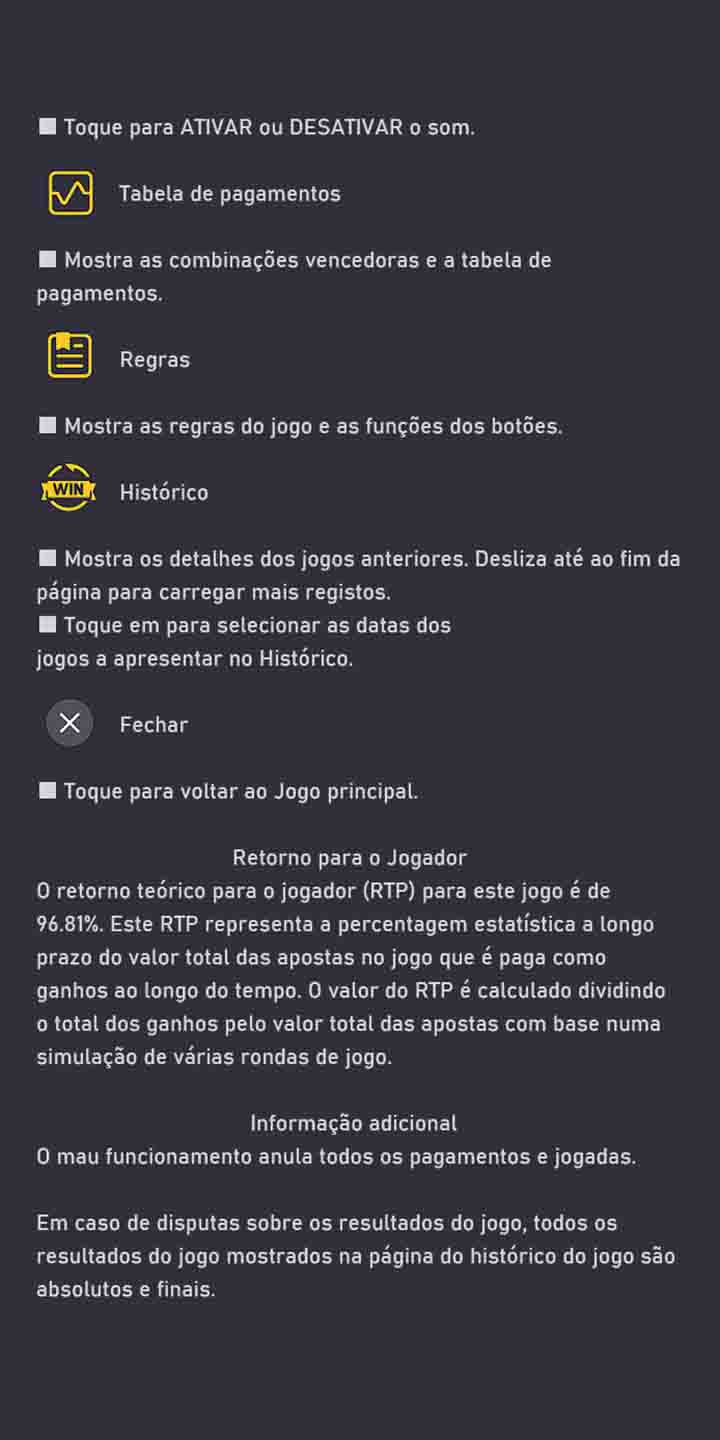 Toque para ATIVAR ou DESATIVAR o som.
Tabela de pagamentos
Mostra as combinações vencedoras e a tabela de
pagamentos.
Regras
Mostra as regras do jogo e as funções dos botões.
WIN
Histórico
Mostra os detalhes dos jogos anteriores. Desliza até ao fim da
página para carregar mais registos.
Toque em para selecionar as datas dos
jogos a apresentar no Histórico.
Fechar
Toque para voltar ao Jogo principal.
Retorno para o Jogador
O retorno teórico para o jogador (RTP) para este jogo é de
96.81%. Este RTP representa a percentagem estatística a longo
prazo do valor total das apostas no jogo que é paga como
ganhos ao longo do tempo. O valor do RTP é calculado dividindo
o total dos ganhos pelo valor total das apostas com base numa
simulação de várias rondas de jogo.
Informação adicional
O mau funcionamento anula todos os pagamentos e jogadas.
Em caso de disputas sobre os resultados do jogo, todos os
resultados do jogo mostrados na página do histórico do jogo são
absolutos e finais.